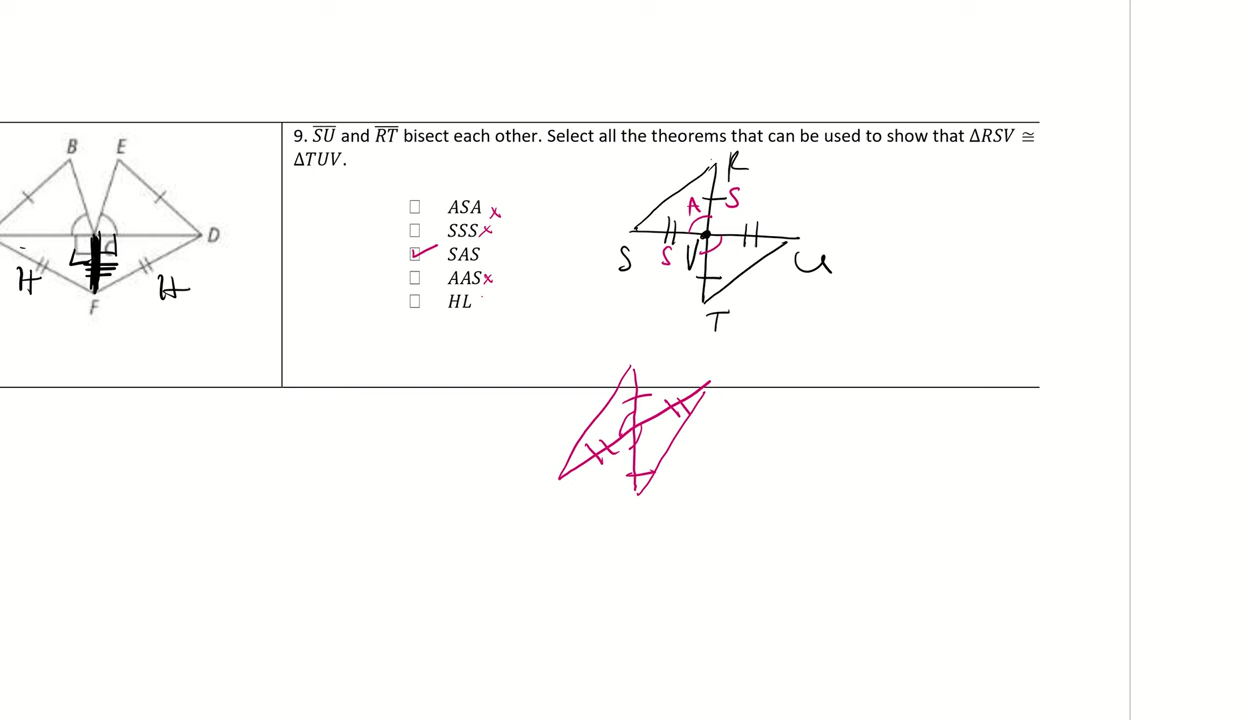 B E
D
H H
F
9. SU and RT bisect each other. Select all the theorems that can be used to show that ΔRSV ≅
ΔTUV.
☐ ASA x
☐ SSS x
☑ SAS
☐ AAS x
☐ HL
R
A S
S S V U
T